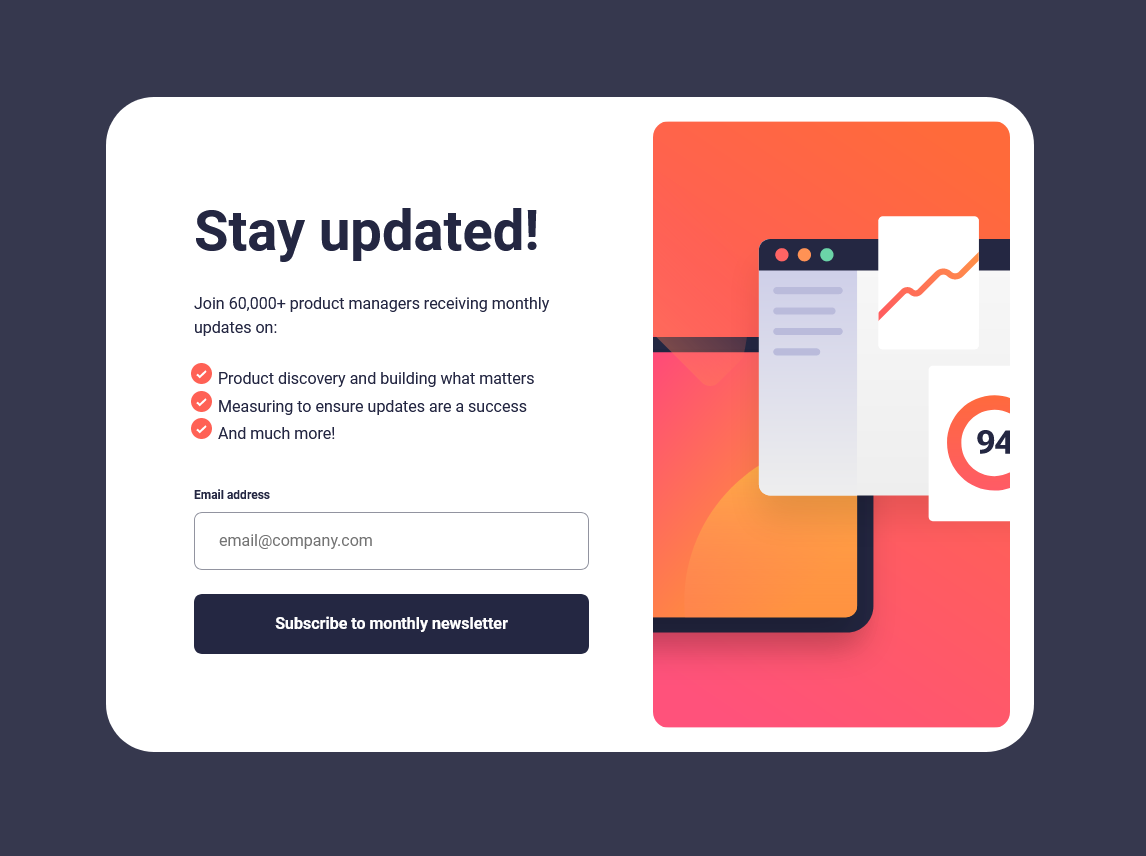 Stay updated!
Join 60,000+ product managers receiving monthly
updates on:
Product discovery and building what matters
Measuring to ensure updates are a success
And much more!
Email address
email@company.com
Subscribe to monthly newsletter
94